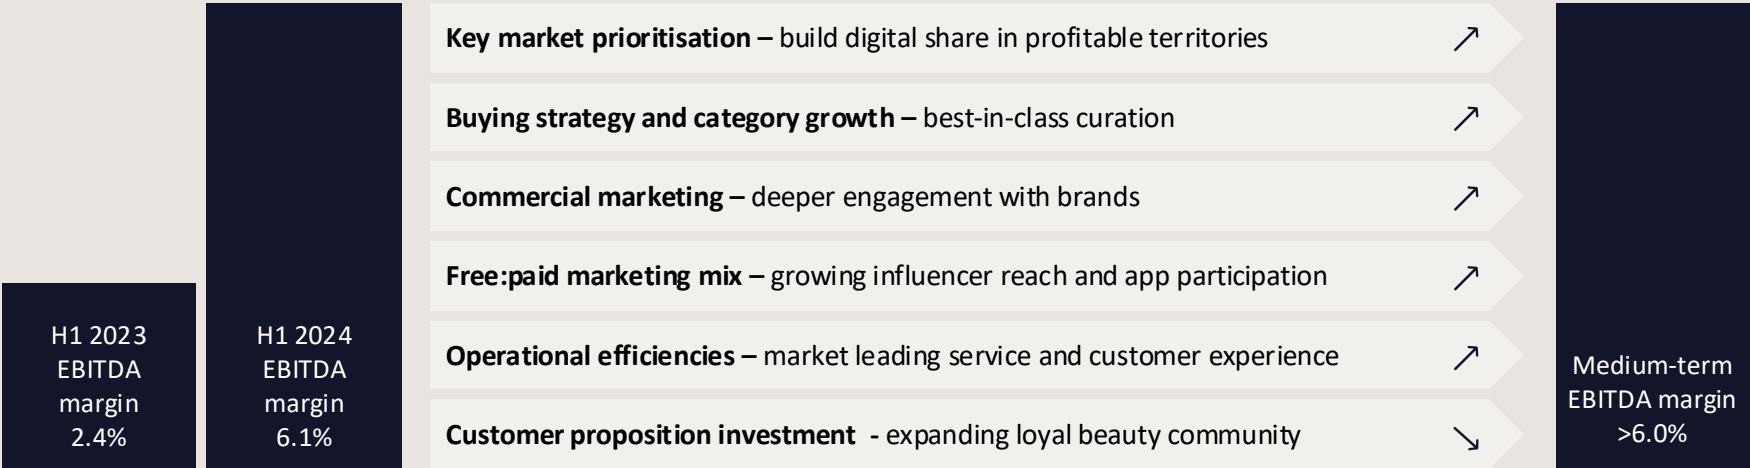 H1 2023
EBITDA
margin
2.4%
H1 2024
EBITDA
margin
6.1%
Key market prioritisation – build digital share in profitable territories
Buying strategy and category growth – best-in-class curation
Commercial marketing – deeper engagement with brands
Free:paid marketing mix – growing influencer reach and app participation
Operational efficiencies – market leading service and customer experience
Customer proposition investment - expanding loyal beauty community
Medium-term
EBITDA margin
>6.0%